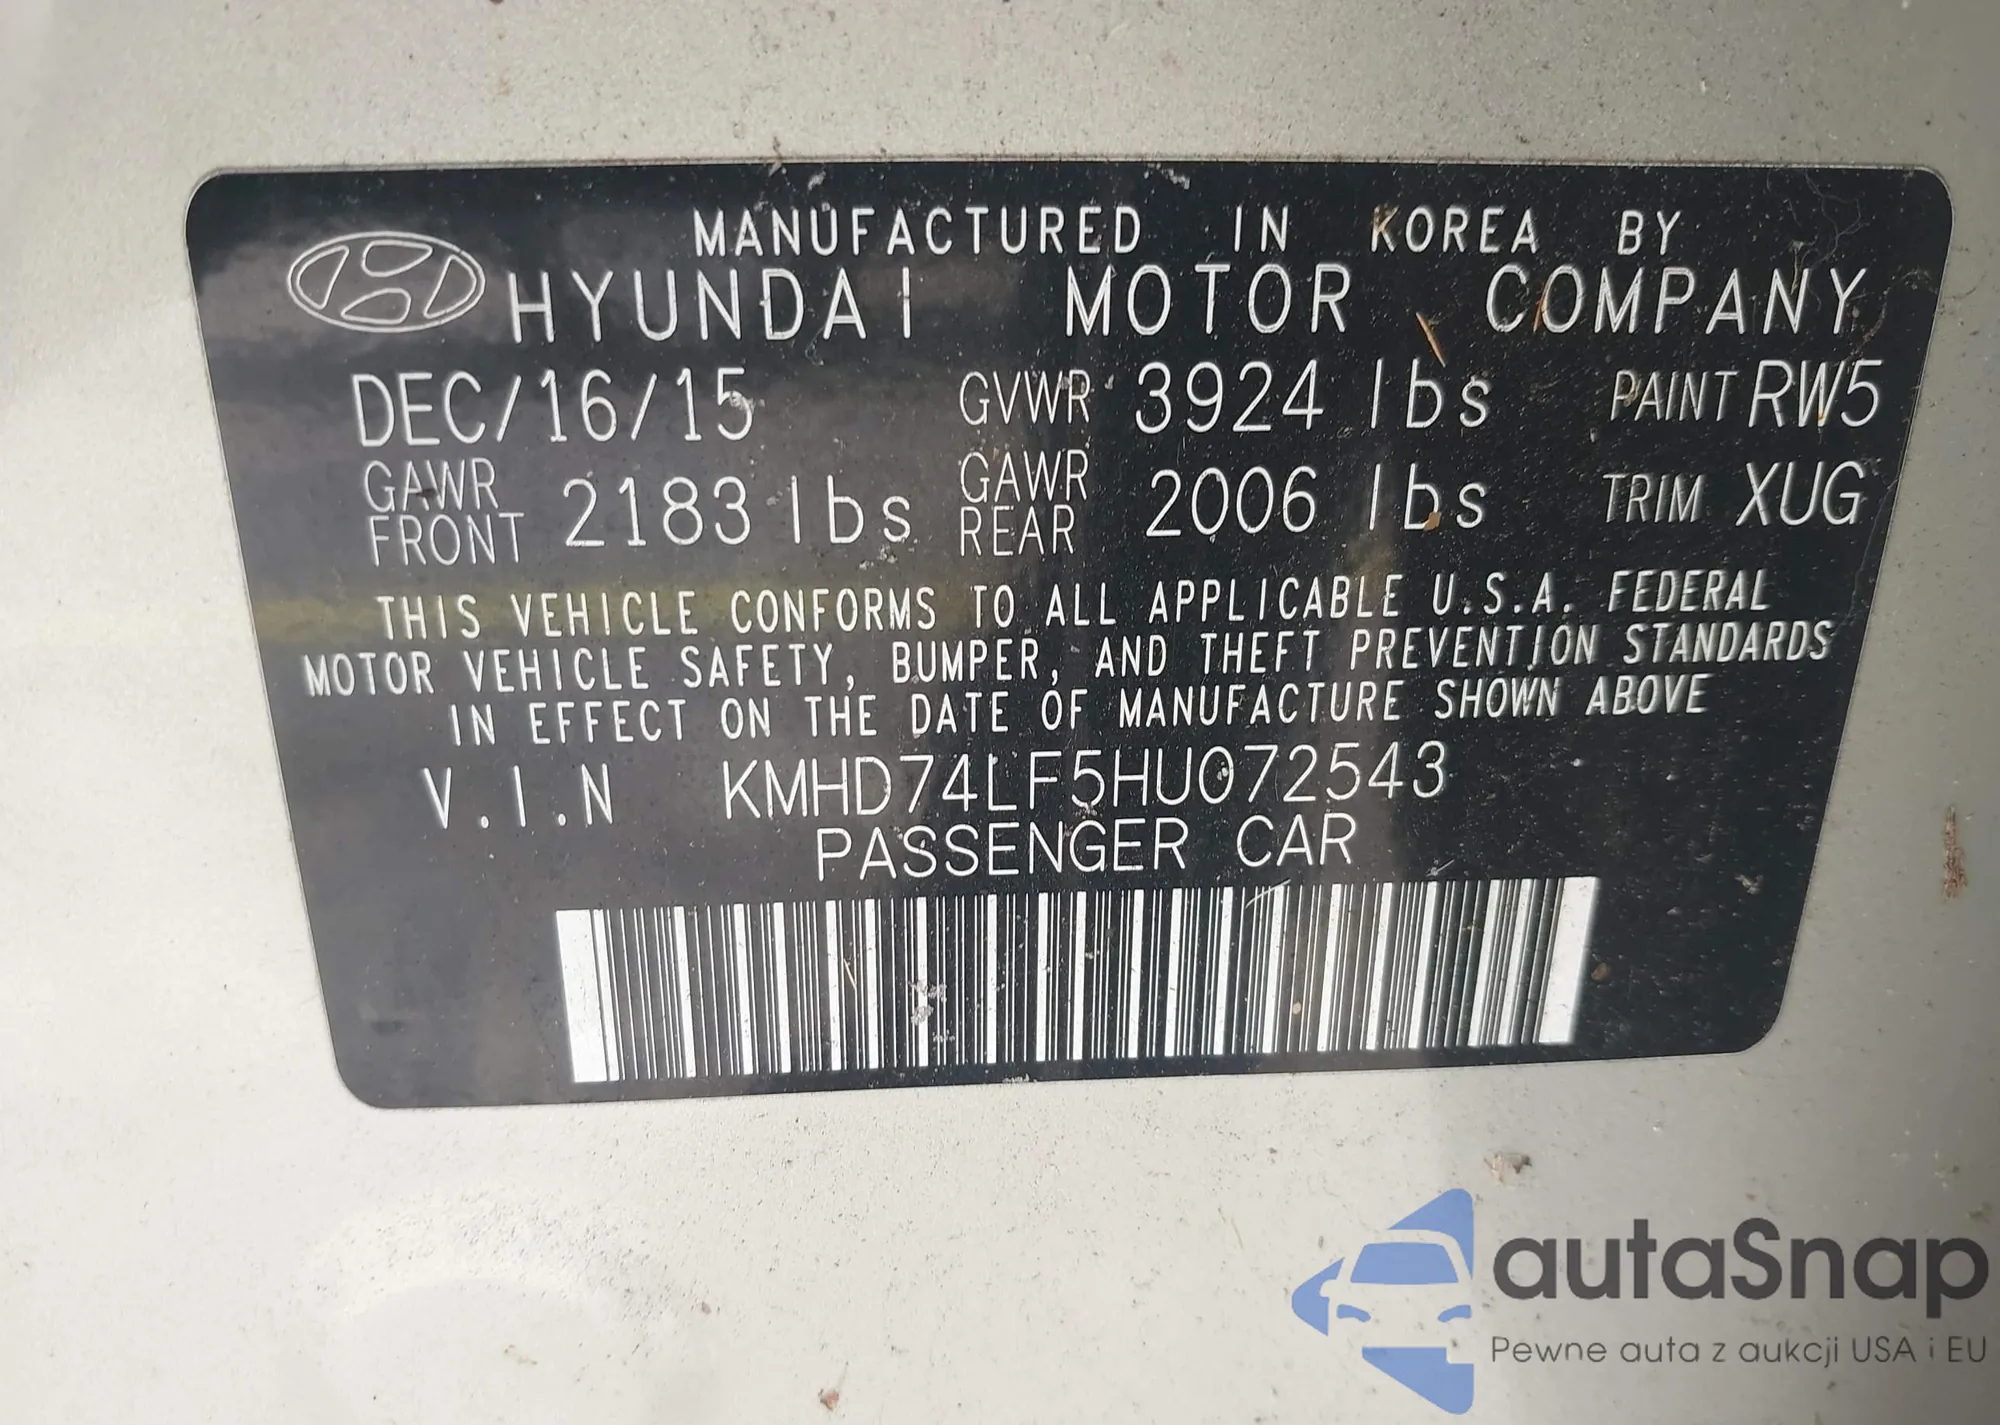 MANUFACTURED IN KOREA BY
HYUNDAI MOTOR COMPANY
DEC/16/15 GVWR 3924 lbs PAINT RW5
GAWR FRONT 2183 lbs GAWR REAR 2006 lbs TRIM XUG
THIS VEHICLE CONFORMS TO ALL APPLICABLE U.S.A. FEDERAL
MOTOR VEHICLE SAFETY, BUMPER, AND THEFT PREVENTION STANDARDS
IN EFFECT ON THE DATE OF MANUFACTURE SHOWN ABOVE
V.I.N KMHD74LF5HU072543
PASSENGER CAR
autaSnap
Pewne auta z aukcji USA i EU